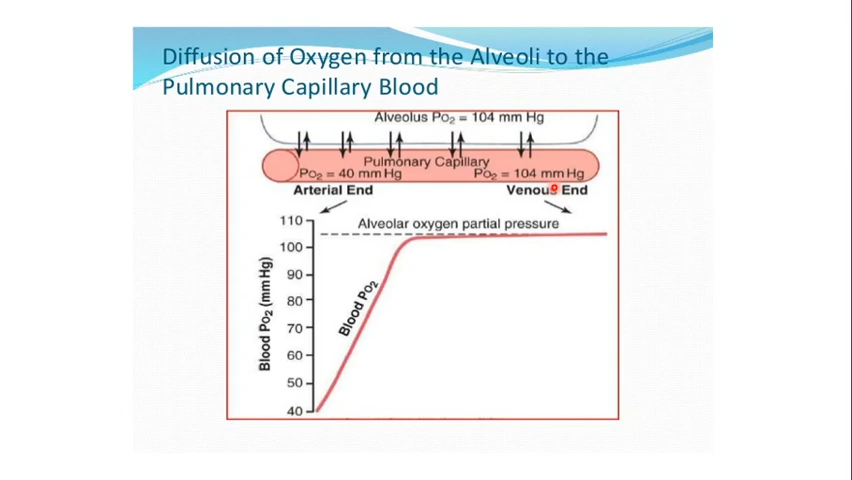 Diffusion of Oxygen from the Alveoli to the
Pulmonary Capillary Blood
Alveolus Po2 = 104 mm Hg
Pulmonary Capillary
Po2 = 40 mm Hg
Po2 = 104 mm Hg
Arterial End
Venous End
Alveolar oxygen partial pressure
Blood Po2 (mm Hg)
110
100
90
80
70
60
50
40
Blood Po2